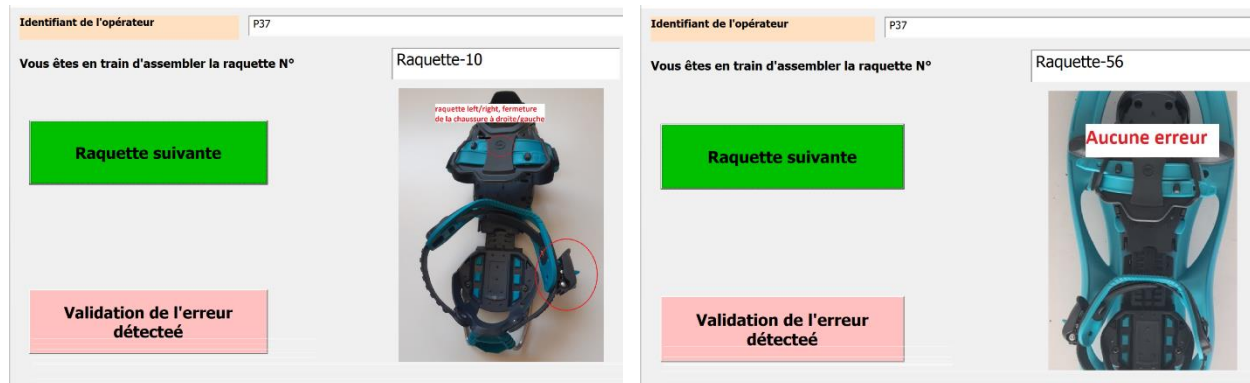 Identifiant de l'opérateur
P37
Vous êtes en train d'assembler la raquette N°
Raquette-10
raquette left/right, fermeture
de la chaussure à droite/gauche
Raquette suivante
Validation de l'erreur
détecteé
Identifiant de l'opérateur
P37
Vous êtes en train d'assembler la raquette N°
Raquette-56
Aucune erreur
Raquette suivante
Validation de l'erreur
détecteé